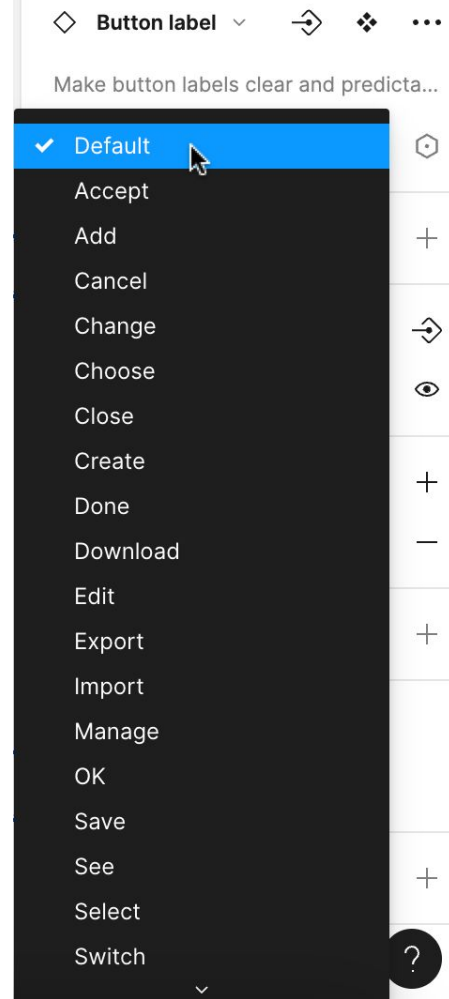 Button label
Make button labels clear and predicta...
Default
Accept
Add
Cancel
Change
Choose
Close
Create
Done
Download
Edit
Export
Import
Manage
OK
Save
See
Select
Switch
?